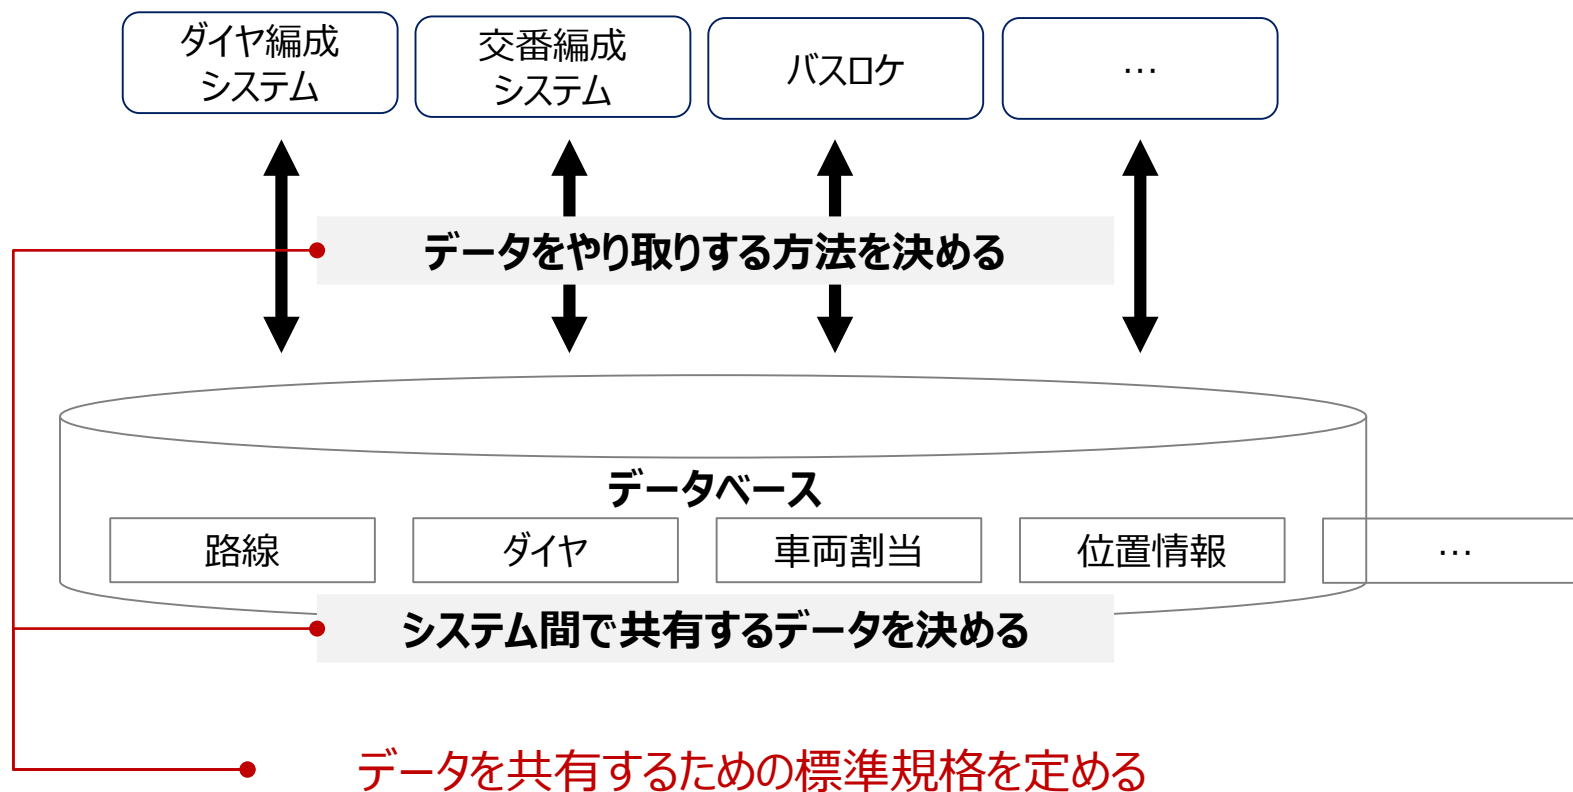 ダイヤ編成
システム
交番編成
システム
バスロケ
…
データをやり取りする方法を決める
データベース
路線
ダイヤ
車両割当
位置情報
…
システム間で共有するデータを決める
データを共有するための標準規格を定める